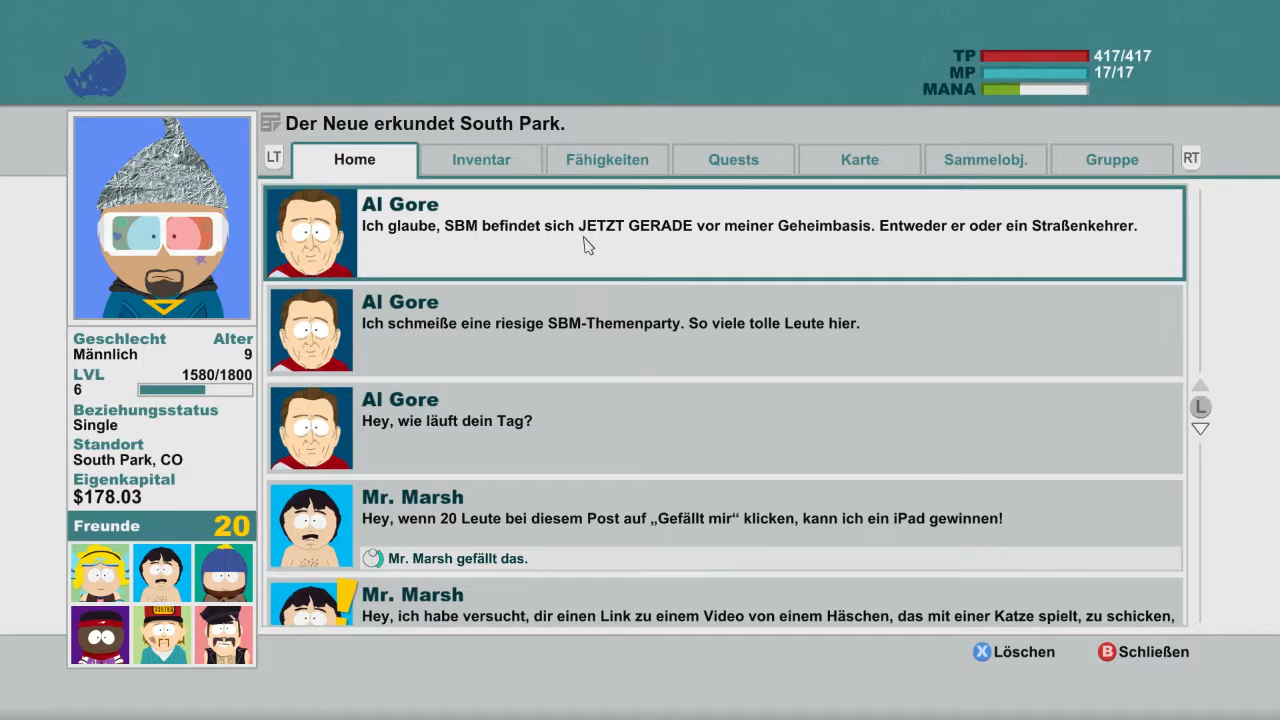 TP 417/417
MP 17/17
MANA
Der Neue erkundet South Park.
LT Home Inventar Fähigkeiten Quests Karte Sammelobj. Gruppe RT
Al Gore
Ich glaube, SBM befindet sich JETZT GERADE vor meiner Geheimbasis. Entweder er oder ein Straßenkehrer.
Al Gore
Ich schmeiße eine riesige SBM-Themenparty. So viele tolle Leute hier.
Al Gore
Hey, wie läuft dein Tag?
Mr. Marsh
Hey, wenn 20 Leute bei diesem Post auf „Gefällt mir“ klicken, kann ich ein iPad gewinnen!
Mr. Marsh gefällt das.
Mr. Marsh
Hey, ich habe versucht, dir einen Link zu einem Video von einem Häschen, das mit einer Katze spielt, zu schicken,
Geschlecht Alter
Männlich 9
LVL 1580/1800
6
Beziehungsstatus
Single
Standort
South Park, CO
Eigenkapital
$178.03
Freunde 20
L
X Löschen B Schließen